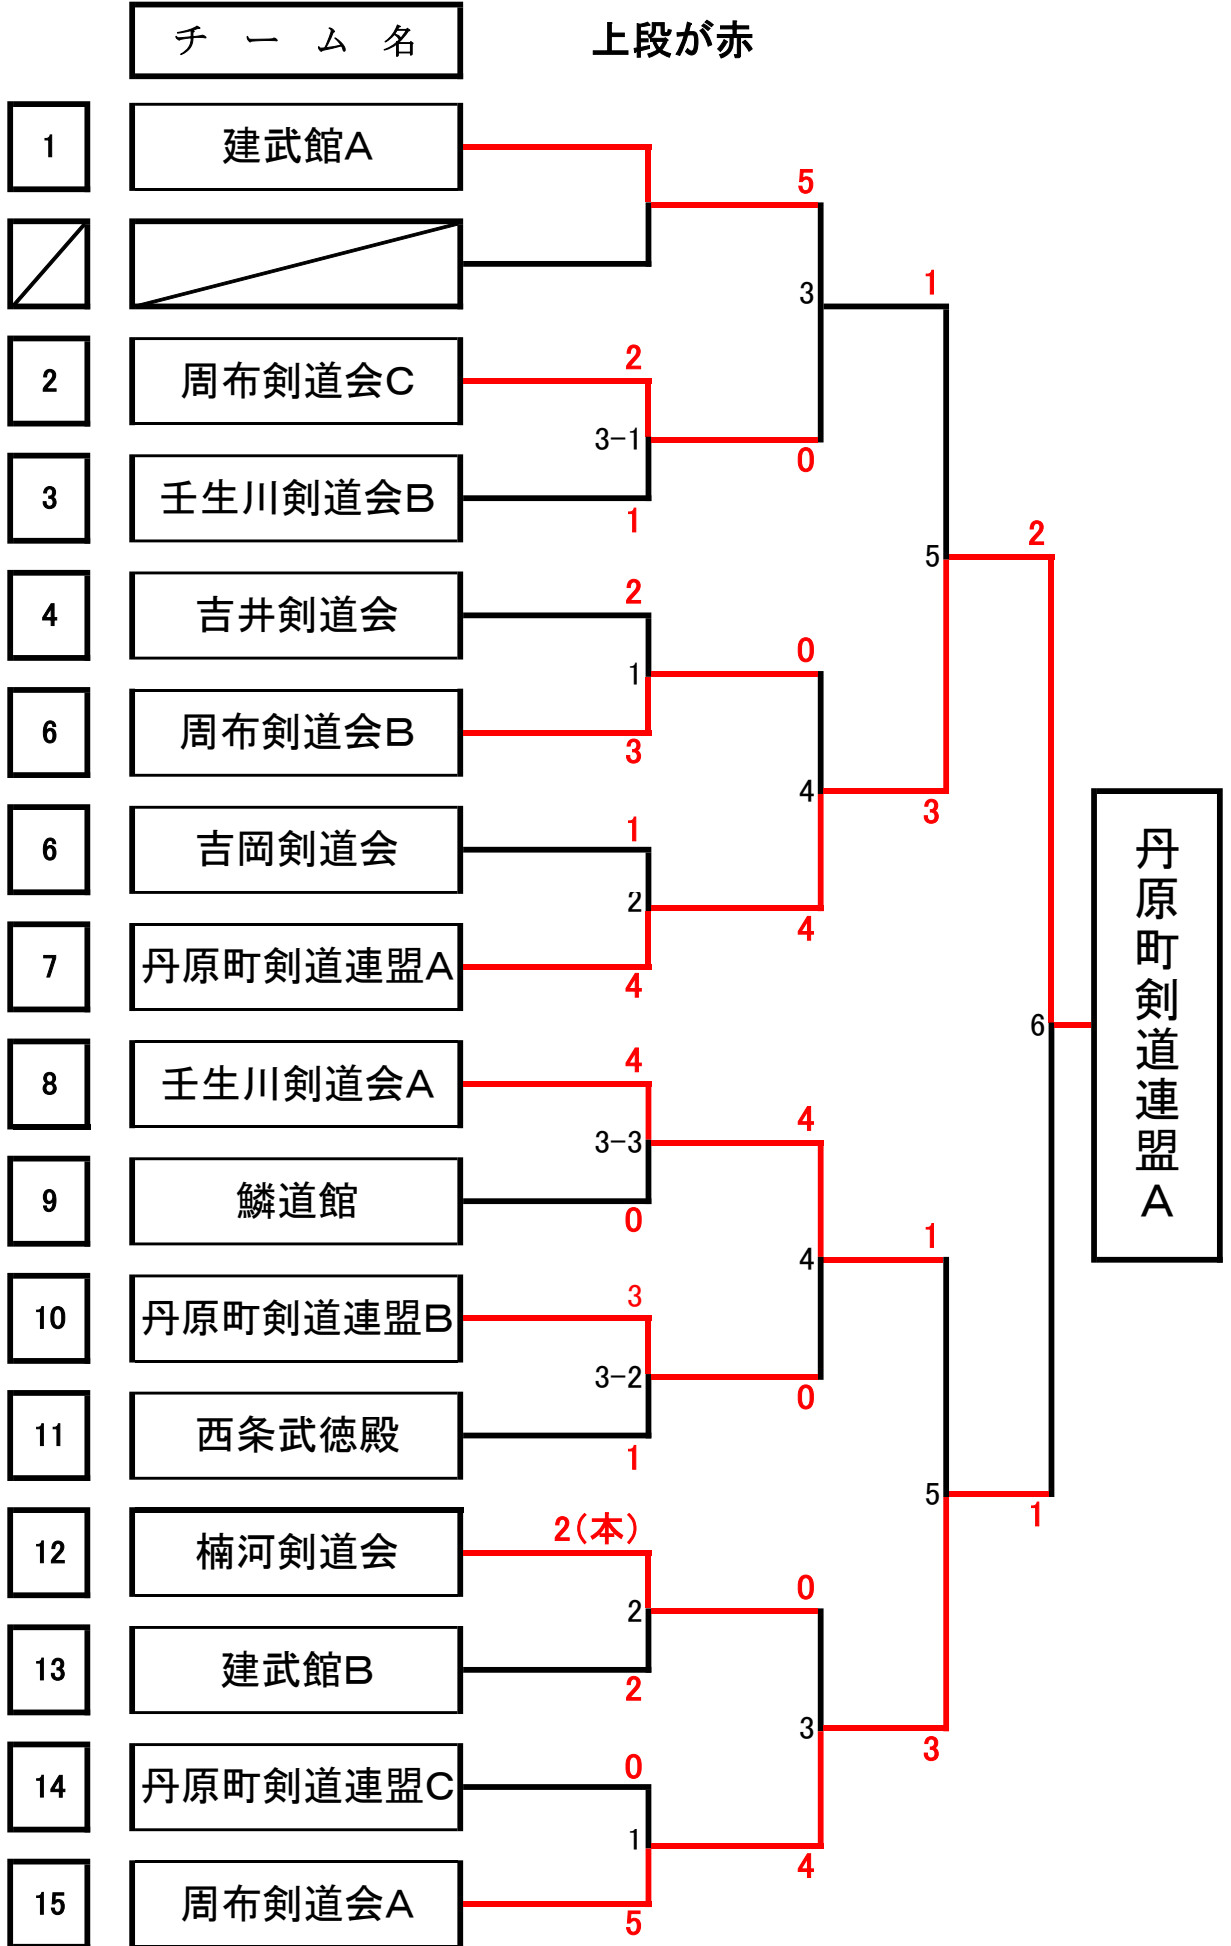 チーム名 上段が赤
1 建武館A
5
3
1
2 周布剣道会C
2
3-1
0
3 壬生川剣道会B
1
5
2
4 吉井剣道会
2
1
0
6 周布剣道会B
3
4
3
6 吉岡剣道会
1
2
4
7 丹原町剣道連盟A
4
6
丹原町剣道連盟A
8 壬生川剣道会A
4
3-3
4
9 鱗道館
0
4
1
10 丹原町剣道連盟B
3
3-2
0
11 西条武徳殿
1
5
1
12 楠河剣道会
2(本)
2
0
13 建武館B
2
3
3
14 丹原町剣道連盟C
0
1
4
15 周布剣道会A
5